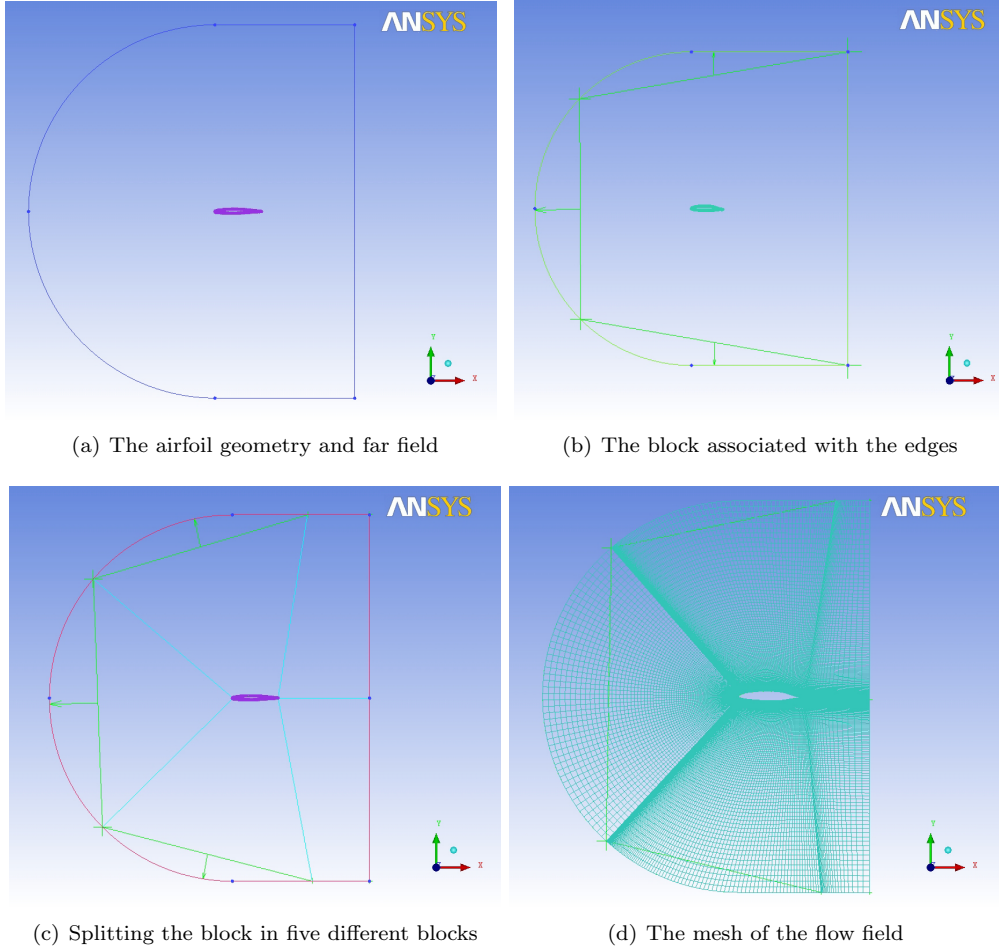 ANSYS
Y
X
ANSYS
Y
X
(a) The airfoil geometry and far field
(b) The block associated with the edges
ANSYS
Y
X
ANSYS
Y
X
(c) Splitting the block in five different blocks
(d) The mesh of the flow field